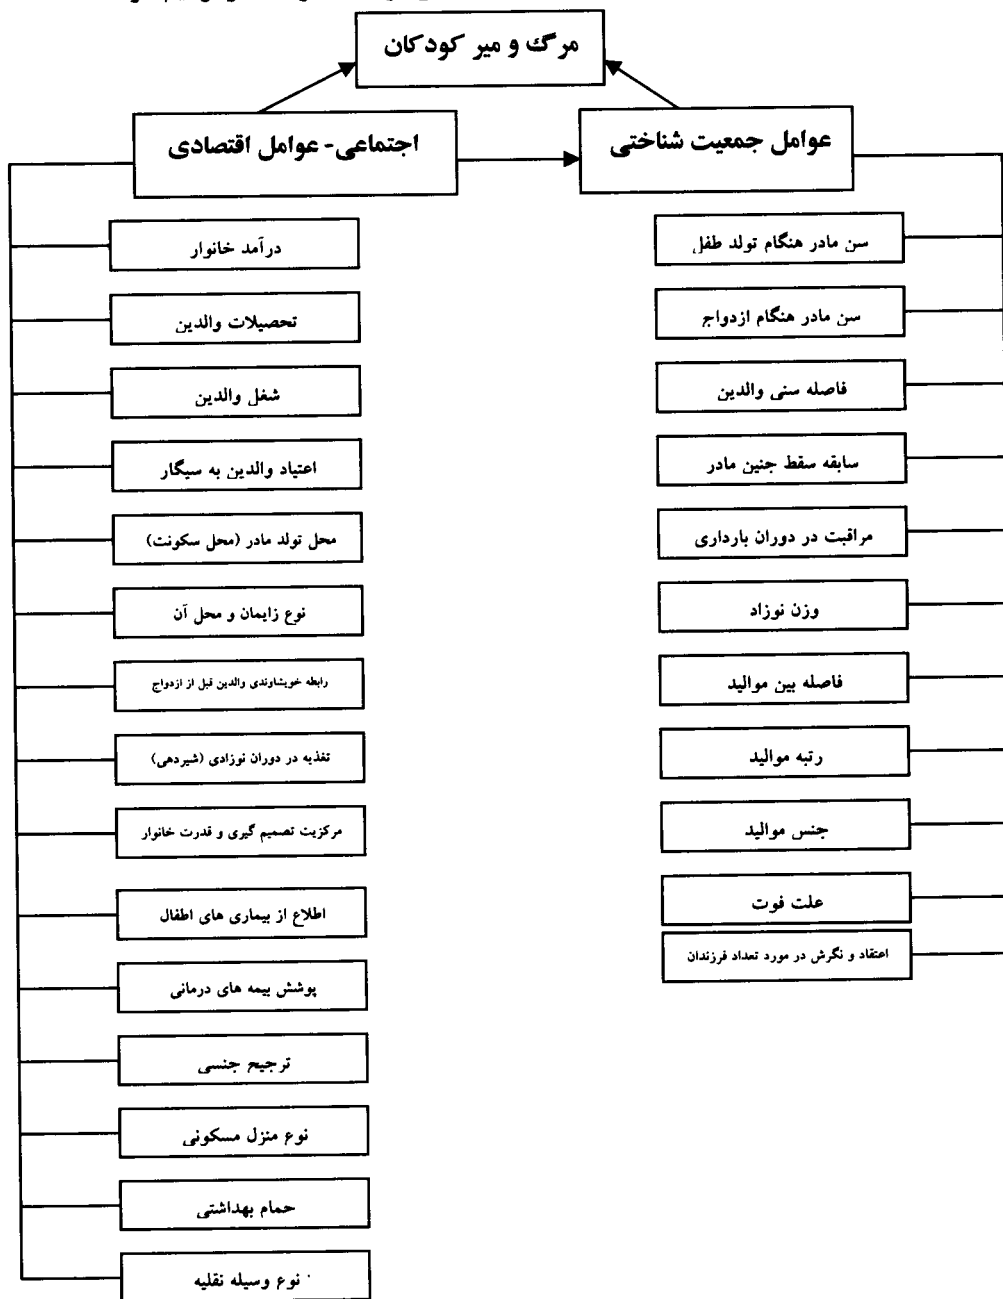 مرگ و میر کودکان
عوامل جمعیت شناختی
سن مادر هنگام تولد طفل
سن مادر هنگام ازدواج
فاصله سنی والدین
سابقه سقط جنین مادر
مراقبت در دوران بارداری
وزن نوزاد
فاصله بین موالید
رتبه موالید
جنس موالید
علت فوت
اعتقاد و نگرش در مورد تعداد فرزندان
اجتماعی- عوامل اقتصادی
درآمد خانوار
تحصیلات والدین
شغل والدین
اعتیاد والدین به سیگار
محل تولد مادر (محل سکونت)
نوع زایمان و محل آن
رابطه خویشاوندی والدین قبل از ازدواج
تغذیه در دوران نوزادی (شیردهی)
مرکزیت تصمیم گیری و قدرت خانوار
اطلاع از بیماری های اطفال
پوشش بیمه های درمانی
ترجیح جنسی
نوع منزل مسکونی
حمام بهداشتی
نوع وسیله نقلیه